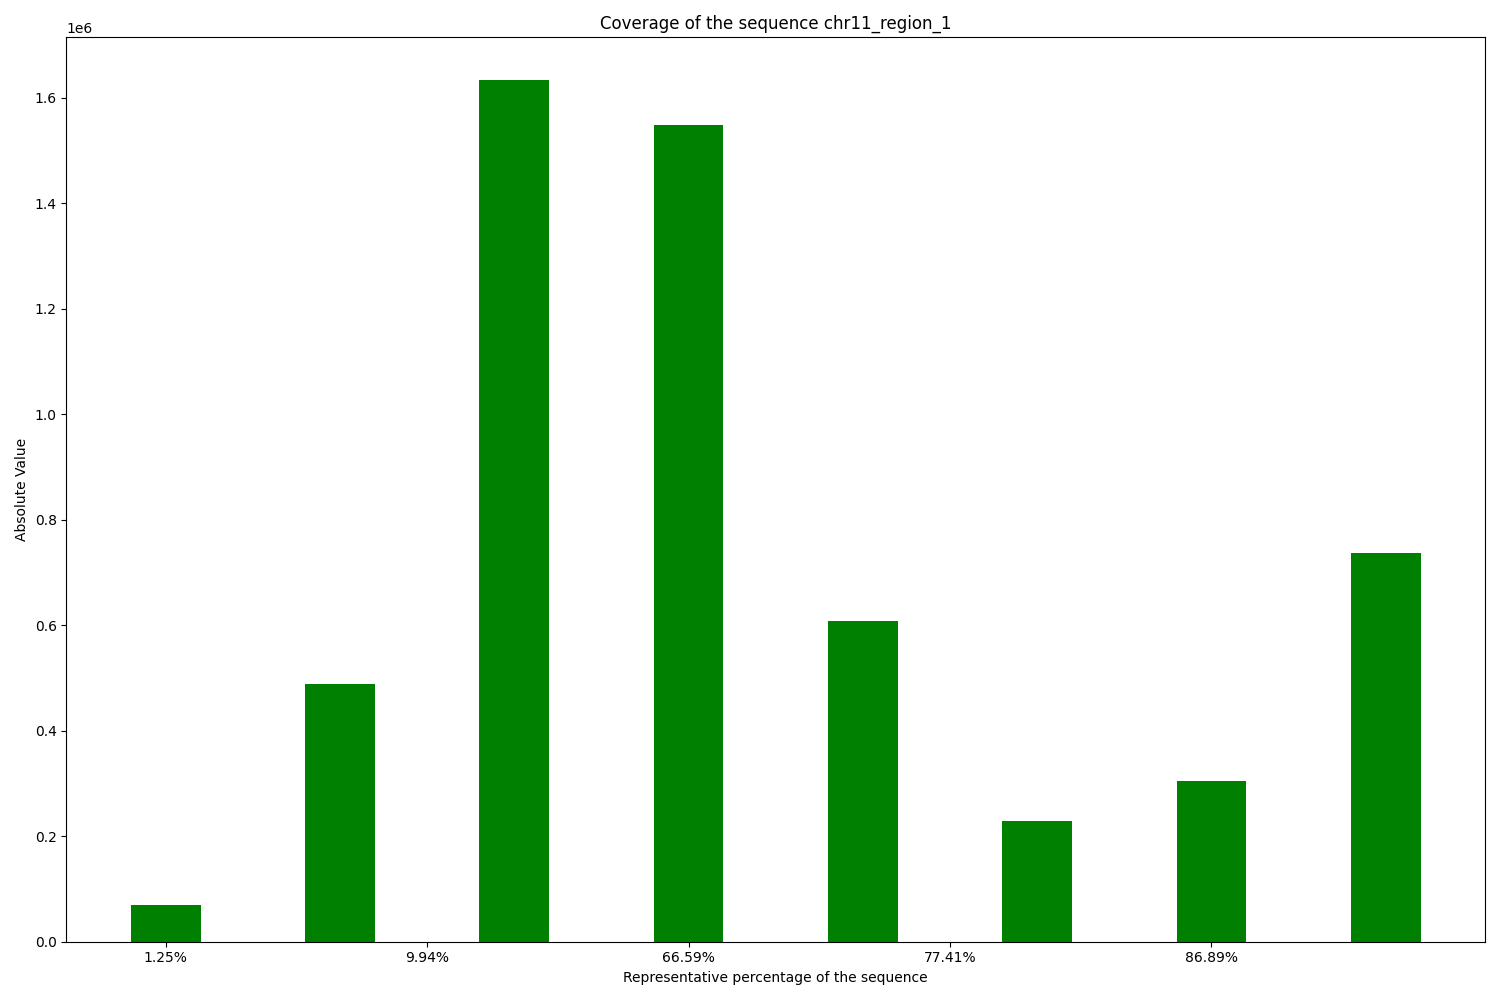 Coverage of the sequence chr11_region_1
1e6
1.6
1.4
1.2
1.0
0.8
0.6
0.4
0.2
0.0
Absolute Value
1.25% 9.94% 66.59% 77.41% 86.89%
Representative percentage of the sequence